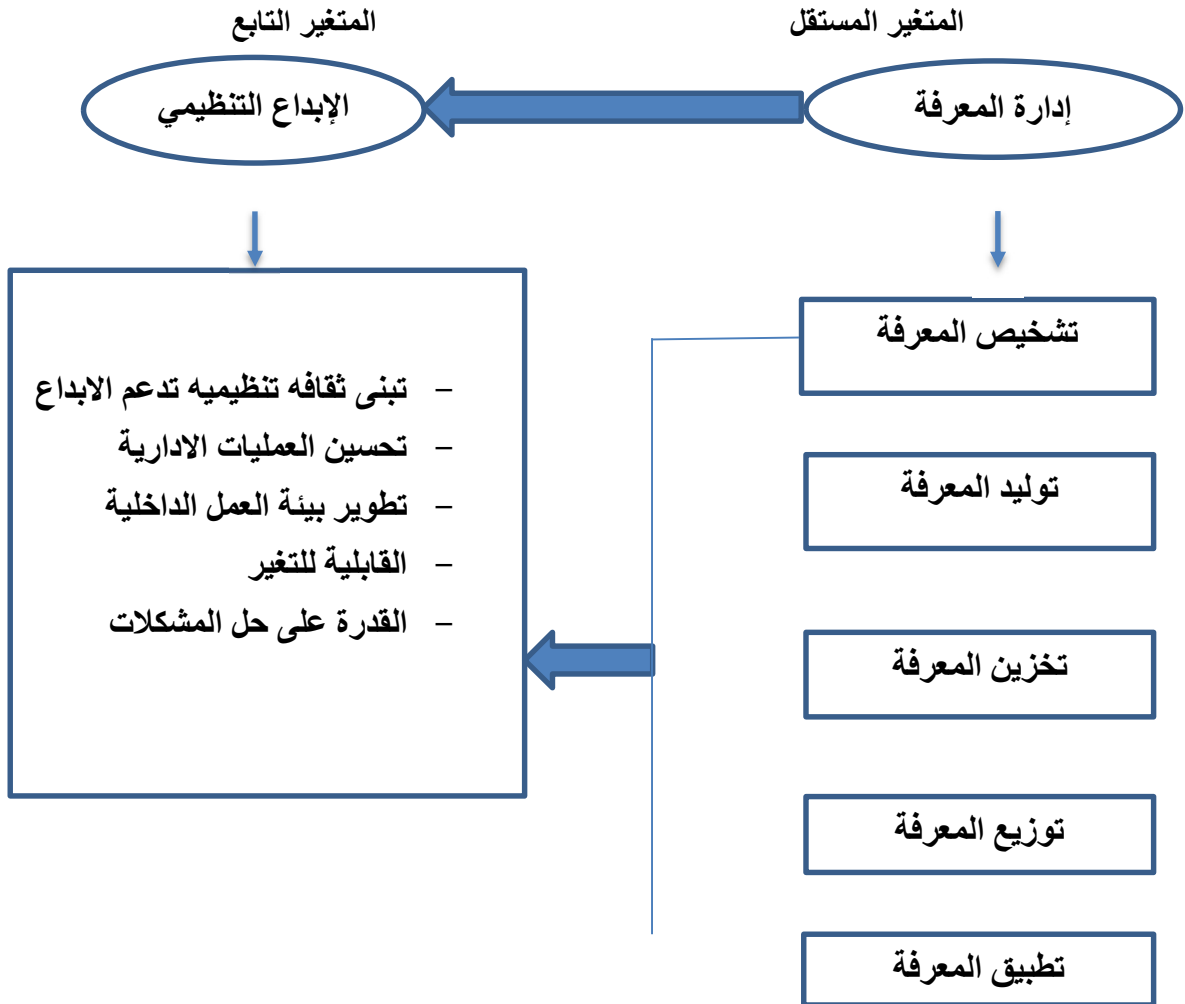 المتغير المستقل
المتغير التابع
إدارة المعرفة
الإبداع التنظيمي
تشخيص المعرفة
توليد المعرفة
تخزين المعرفة
توزيع المعرفة
تطبيق المعرفة
– تبنى ثقافه تنظيميه تدعم الابداع
– تحسين العمليات الادارية
– تطوير بيئة العمل الداخلية
– القابلية للتغير
– القدرة على حل المشكلات